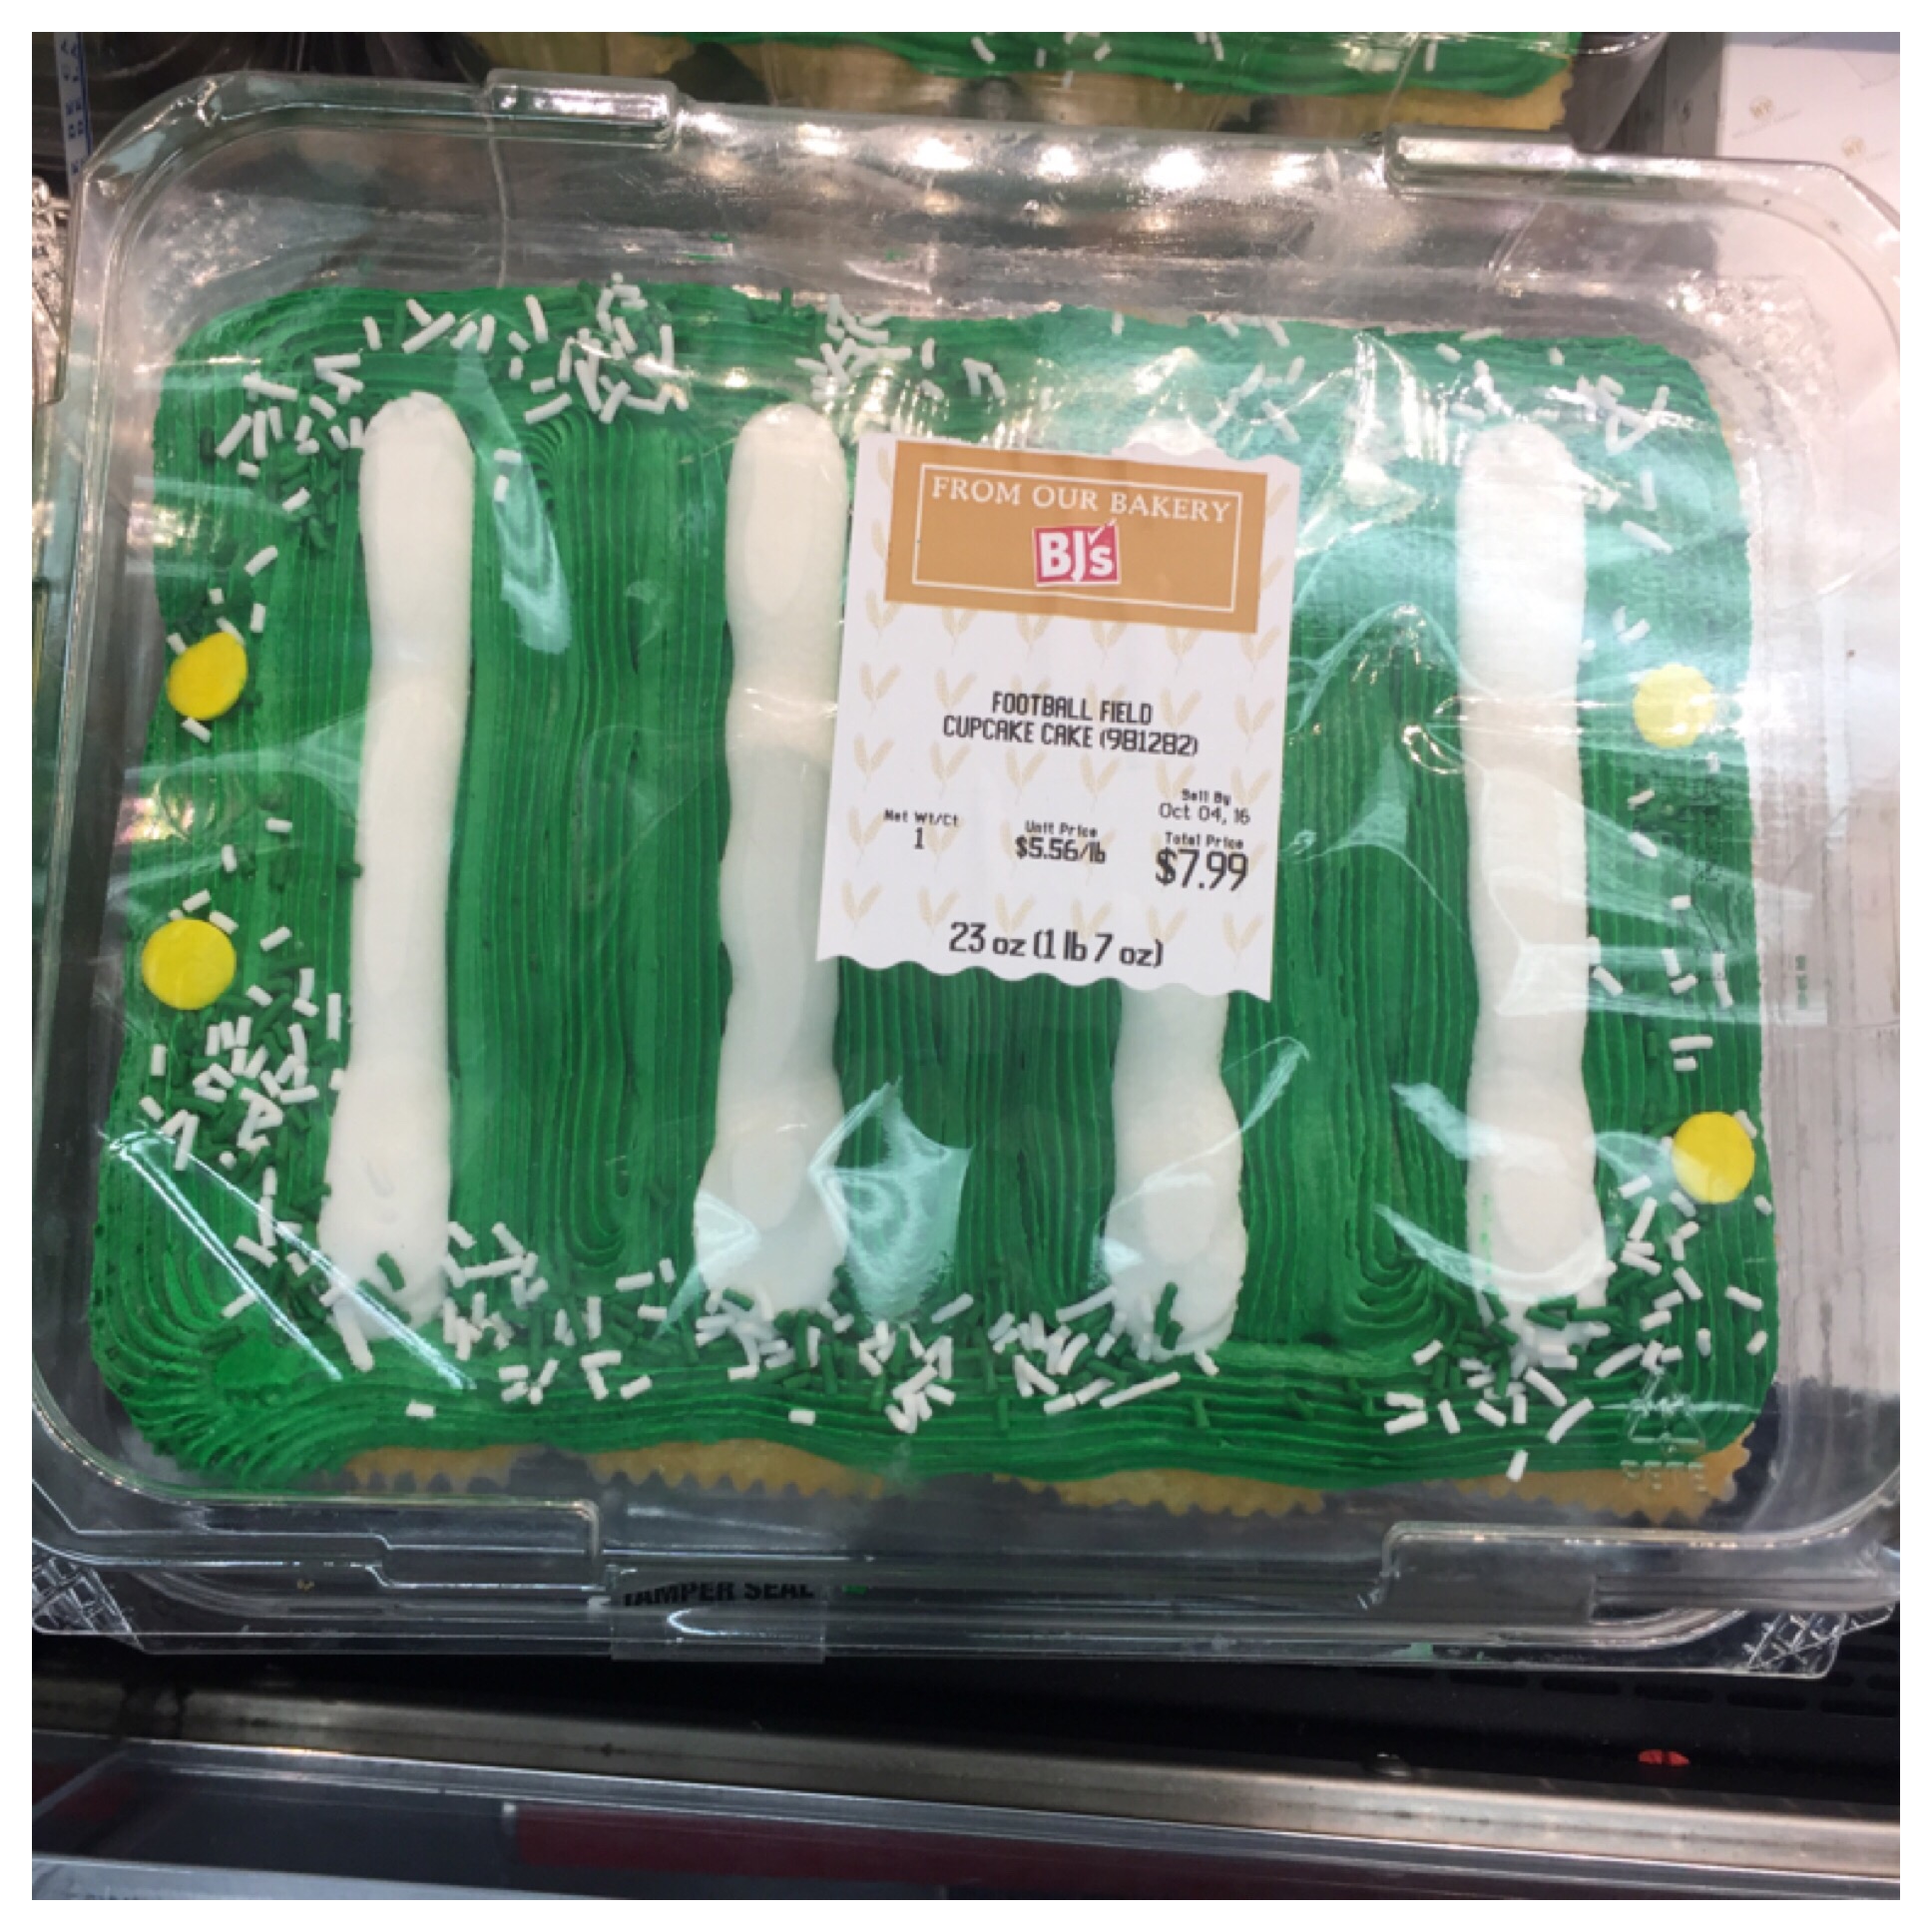 FROM OUR BAKERY
BJ's
FOOTBALL FIELD
CUPCAKE CAKE (981282)
Sell By
Oct 04, 16
Net Wt/Ct
1
Unit Price
$5.56/lb
Total Price
$7.99
23 oz (1 lb 7 oz)
PETE
TAMPER SEAL